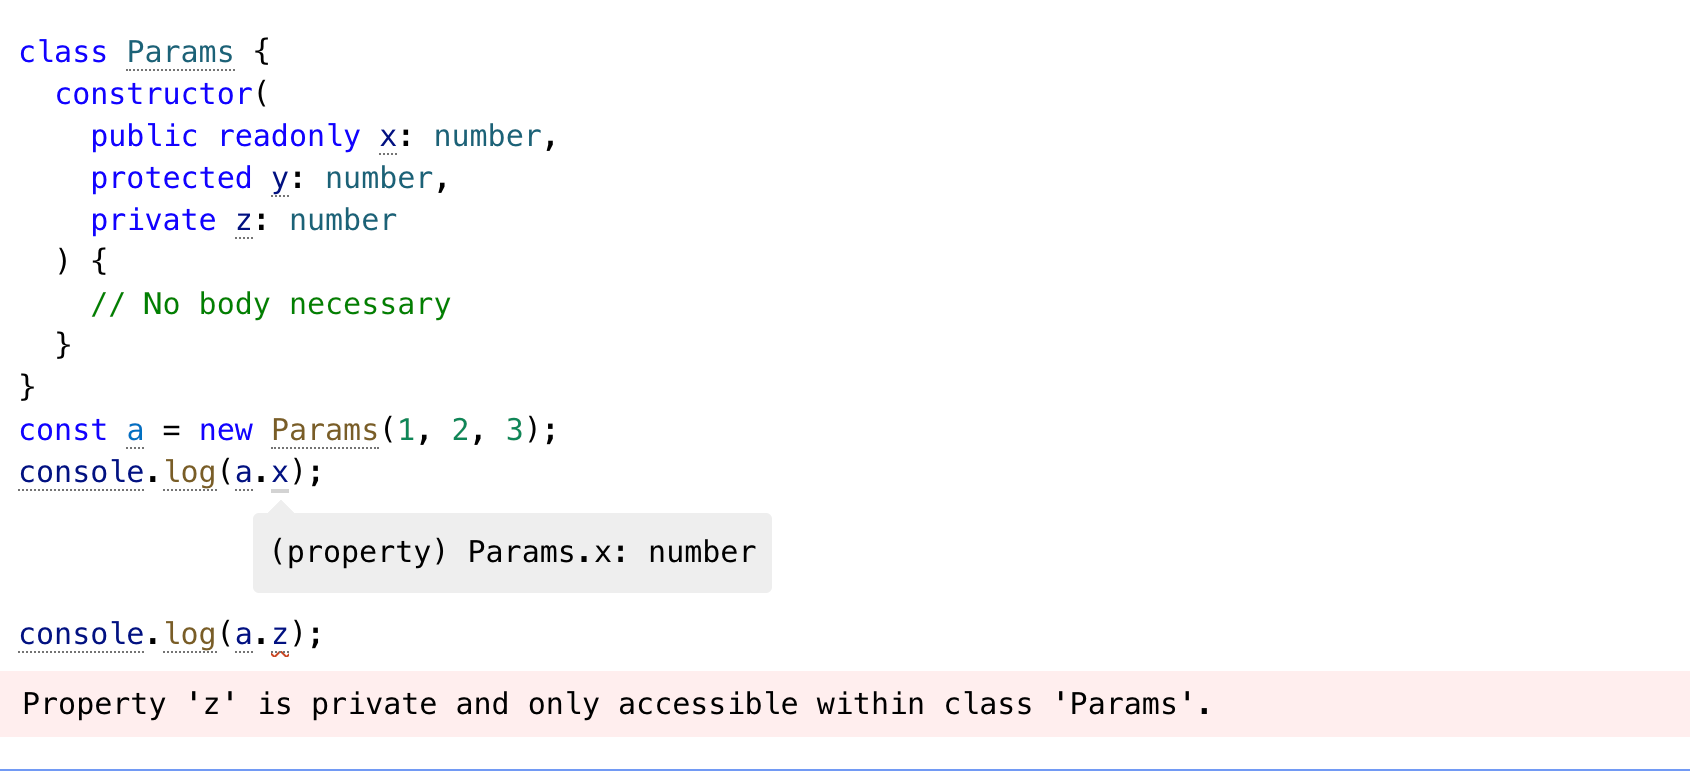 class Params {
  constructor(
    public readonly x: number,
    protected y: number,
    private z: number
  ) {
    // No body necessary
  }
}
const a = new Params(1, 2, 3);
console.log(a.x);
(property) Params.x: number
console.log(a.z);
Property 'z' is private and only accessible within class 'Params'.